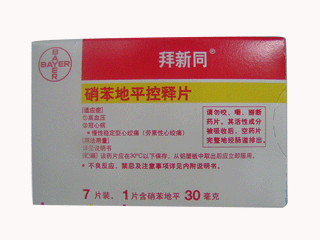 BAYER
BAYER
拜新同®
硝苯地平控释片
[适应症]
①高血压
②冠心病
• 慢性稳定型心绞痛（劳累性心绞痛）
[用法用量]
详见说明书
[贮藏] 该药片应在30°C以下保存，从铝塑板中取出后应立即服用。
• 不良反应、禁忌及注意事项详见内附说明书。
请勿咬、嚼、掰断
药片，其活性成分
被吸收后，空药片
完整地经肠道排出。
7 片装，1片含硝苯地平 30 毫克